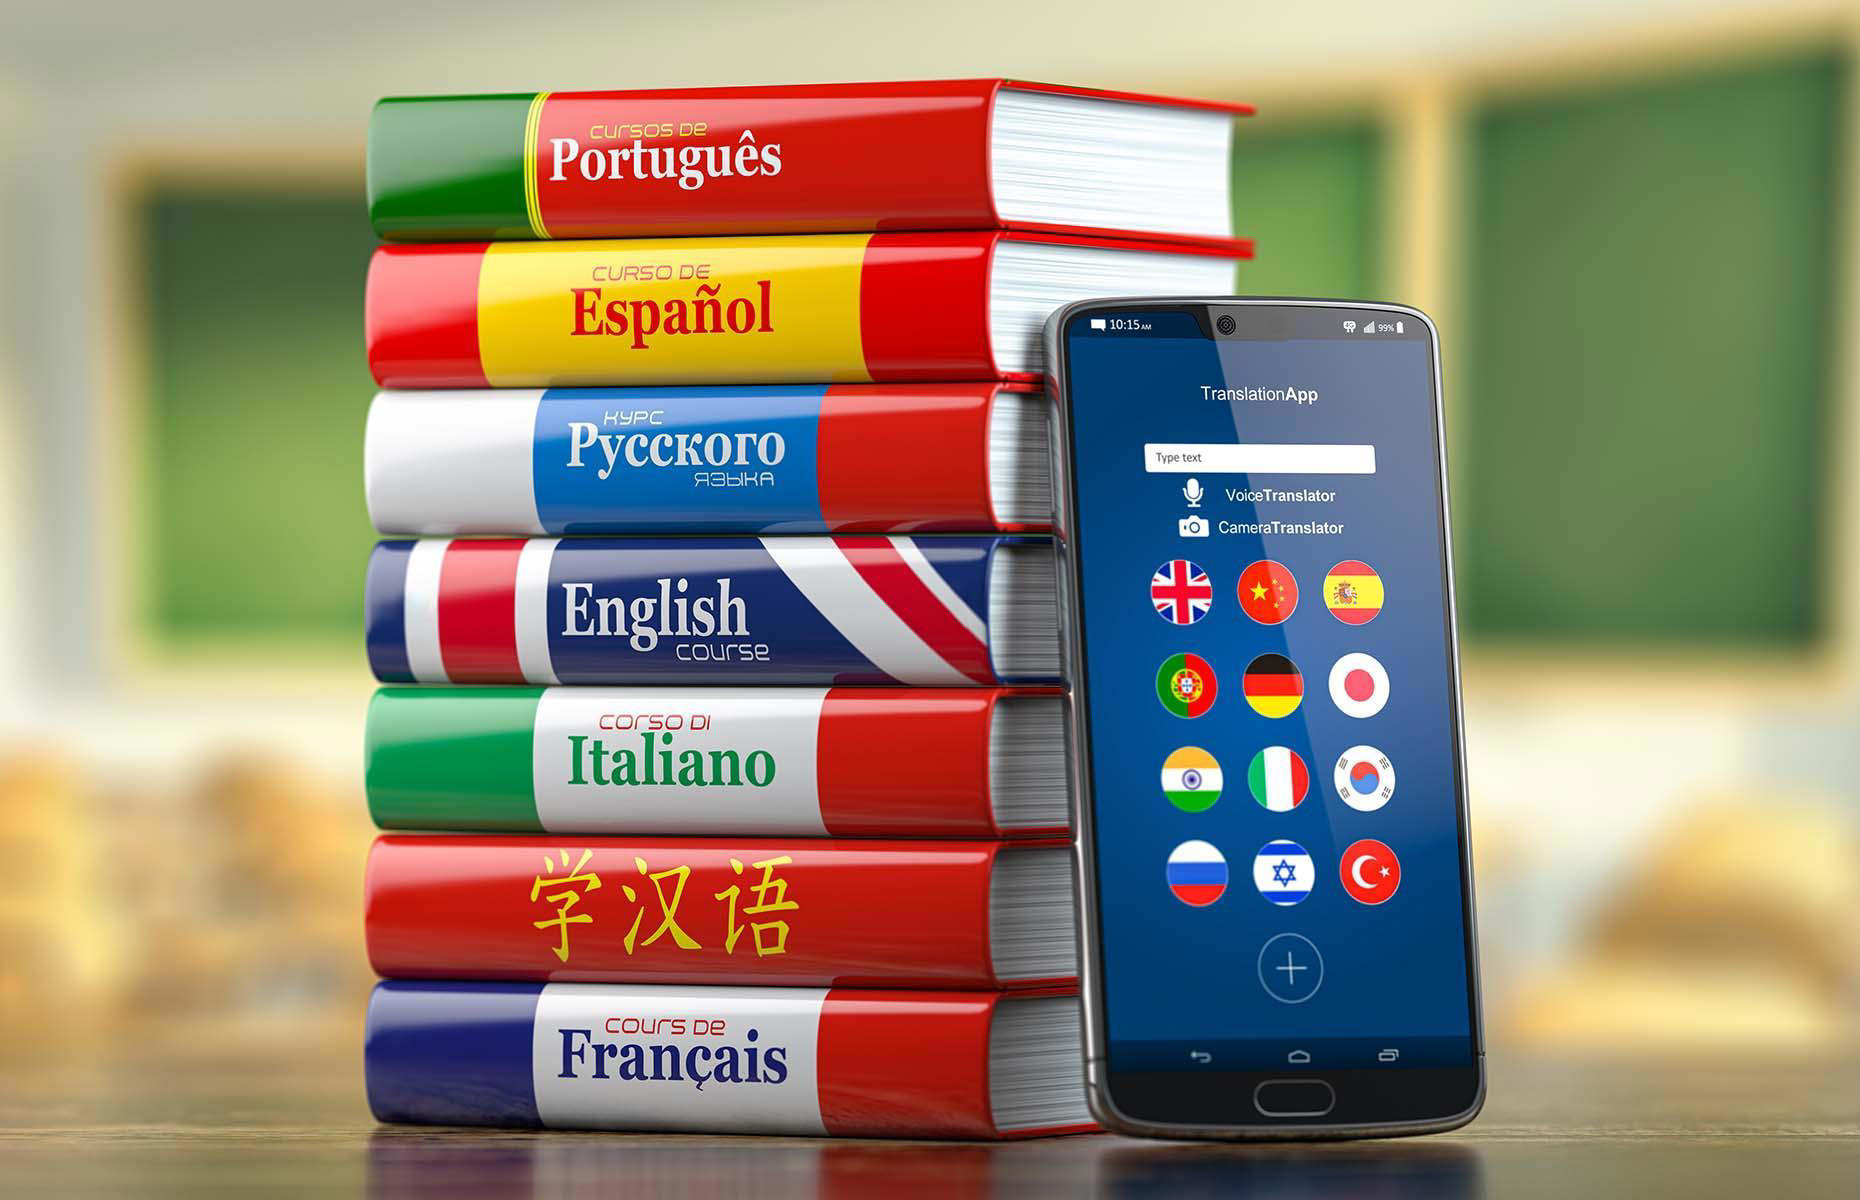 CURSOS DE
Português
CURSO DE
Español
КУРС
Русского
ЯЗЫКА
English
COURSE
CORSO DI
Italiano
学汉语
COURS DE
Français
10:15 AM
4G
99%
TranslationApp
Type text
VoiceTranslator
CameraTranslator